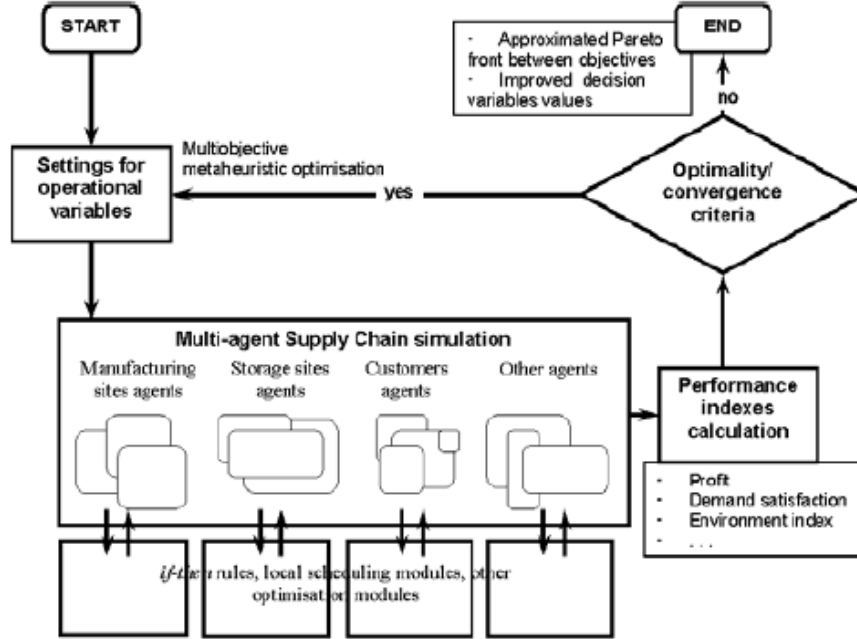 START
- Approximated Pareto
front between objectives
- Improved decision
variables values
END
no
Settings for
operational
variables
Multiobjective
metaheuristic optimisation
yes
Optimality/
convergence
criteria
Multi-agent Supply Chain simulation
Manufacturing
sites agents
Storage sites
agents
Customers
agents
Other agents
Performance
indexes
calculation
- Profit
- Demand satisfaction
- Environment index
- . . .
if-then rules, local scheduling modules, other
optimisation modules